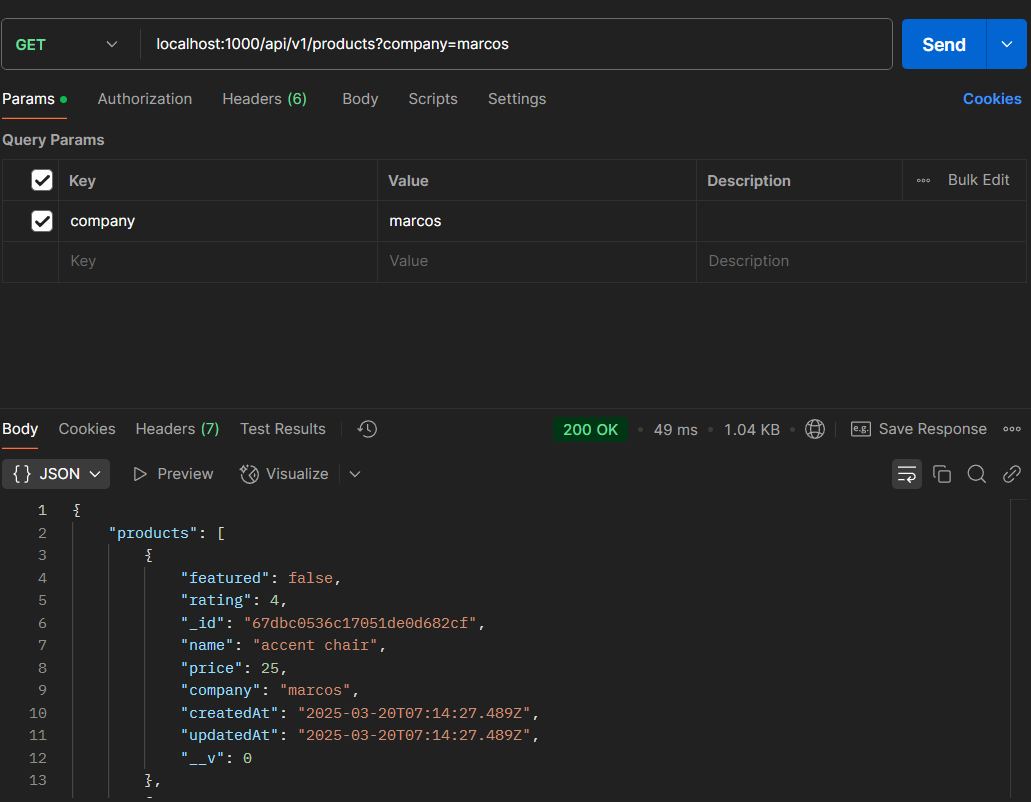 GET localhost:1000/api/v1/products?company=marcos Send
Params Authorization Headers (6) Body Scripts Settings Cookies
Query Params
Key Value Description Bulk Edit
company marcos
Key Value Description
Body Cookies Headers (7) Test Results 200 OK • 49 ms • 1.04 KB • e.g. Save Response
{} JSON Preview Visualize
1 {
2 "products": [
3 {
4 "featured": false,
5 "rating": 4,
6 "_id": "67dbc0536c17051de0d682cf",
7 "name": "accent chair",
8 "price": 25,
9 "company": "marcos",
10 "createdAt": "2025-03-20T07:14:27.489Z",
11 "updatedAt": "2025-03-20T07:14:27.489Z",
12 "__v": 0
13 },